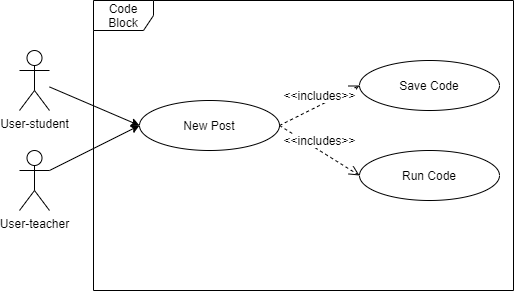 Code
Block
Save Code
<<includes>>
User-student
New Post
<<includes>>
Run Code
User-teacher